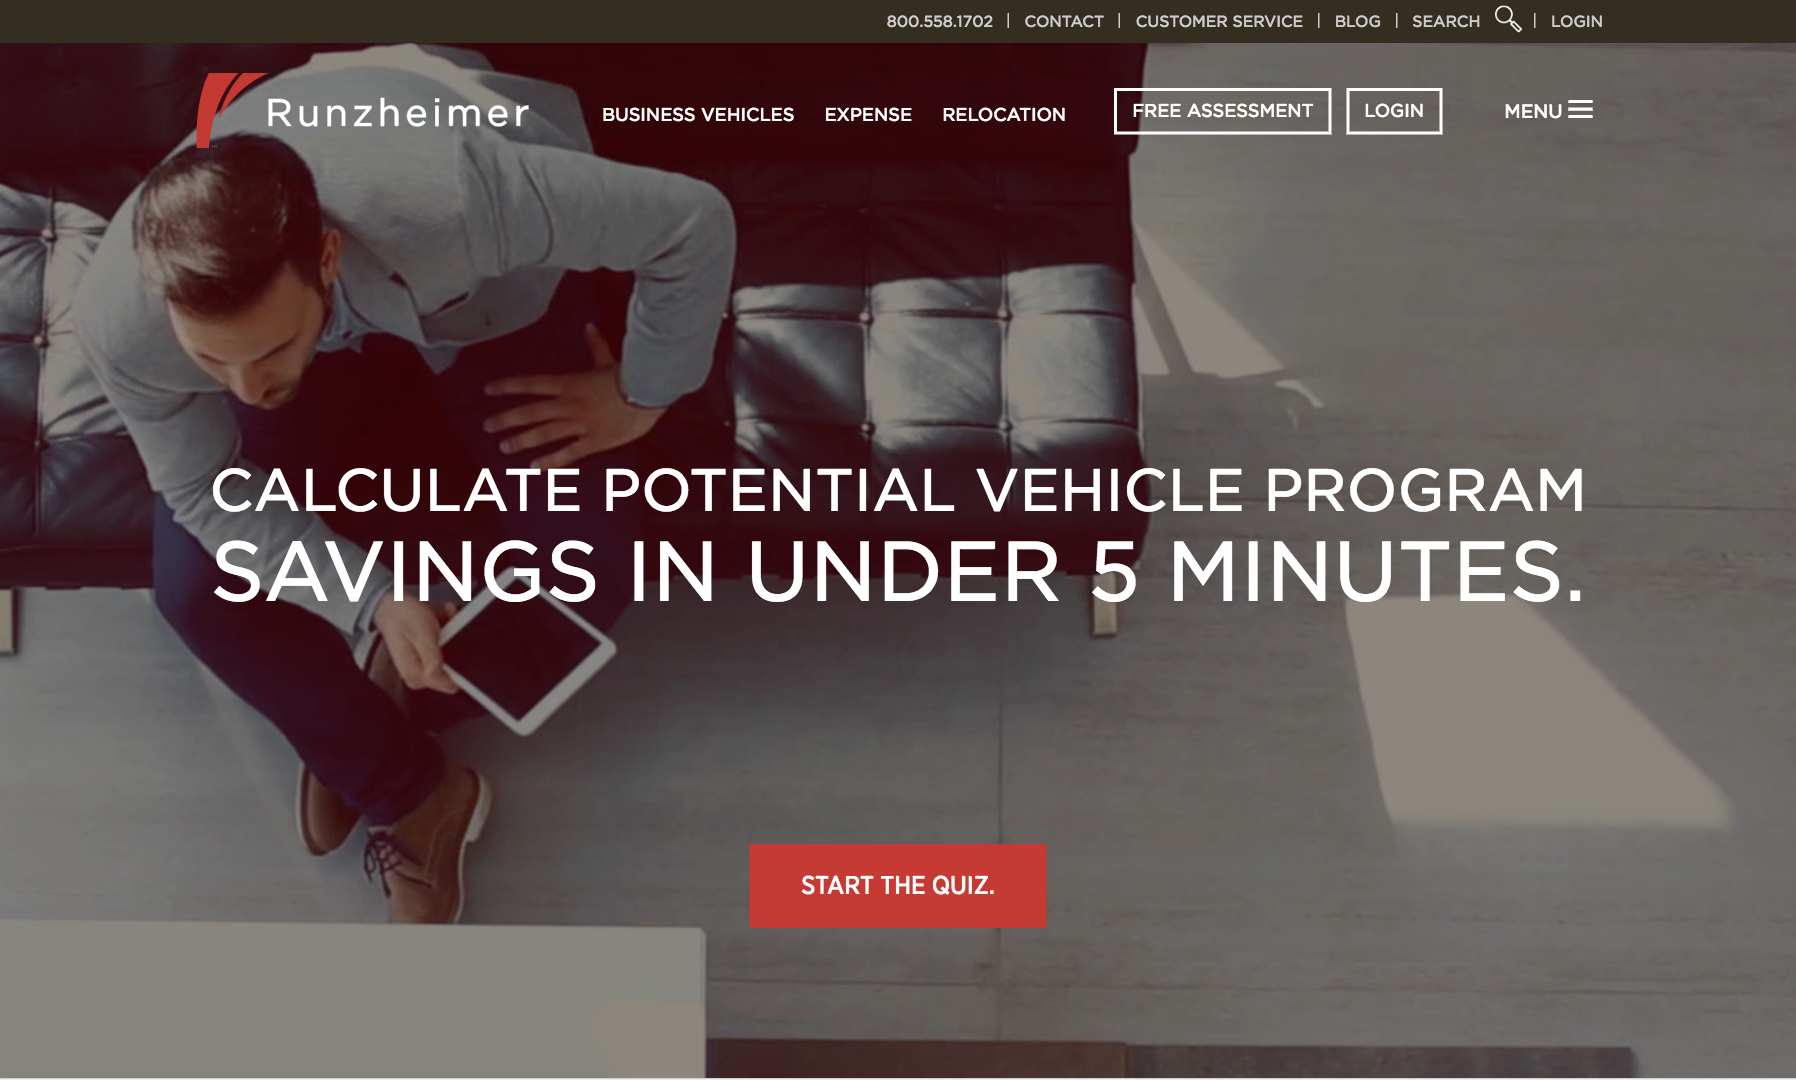 800.558.1702 | CONTACT | CUSTOMER SERVICE | BLOG | SEARCH | LOGIN
Runzheimer
BUSINESS VEHICLES EXPENSE RELOCATION FREE ASSESSMENT LOGIN MENU
CALCULATE POTENTIAL VEHICLE PROGRAM
SAVINGS IN UNDER 5 MINUTES.
START THE QUIZ.